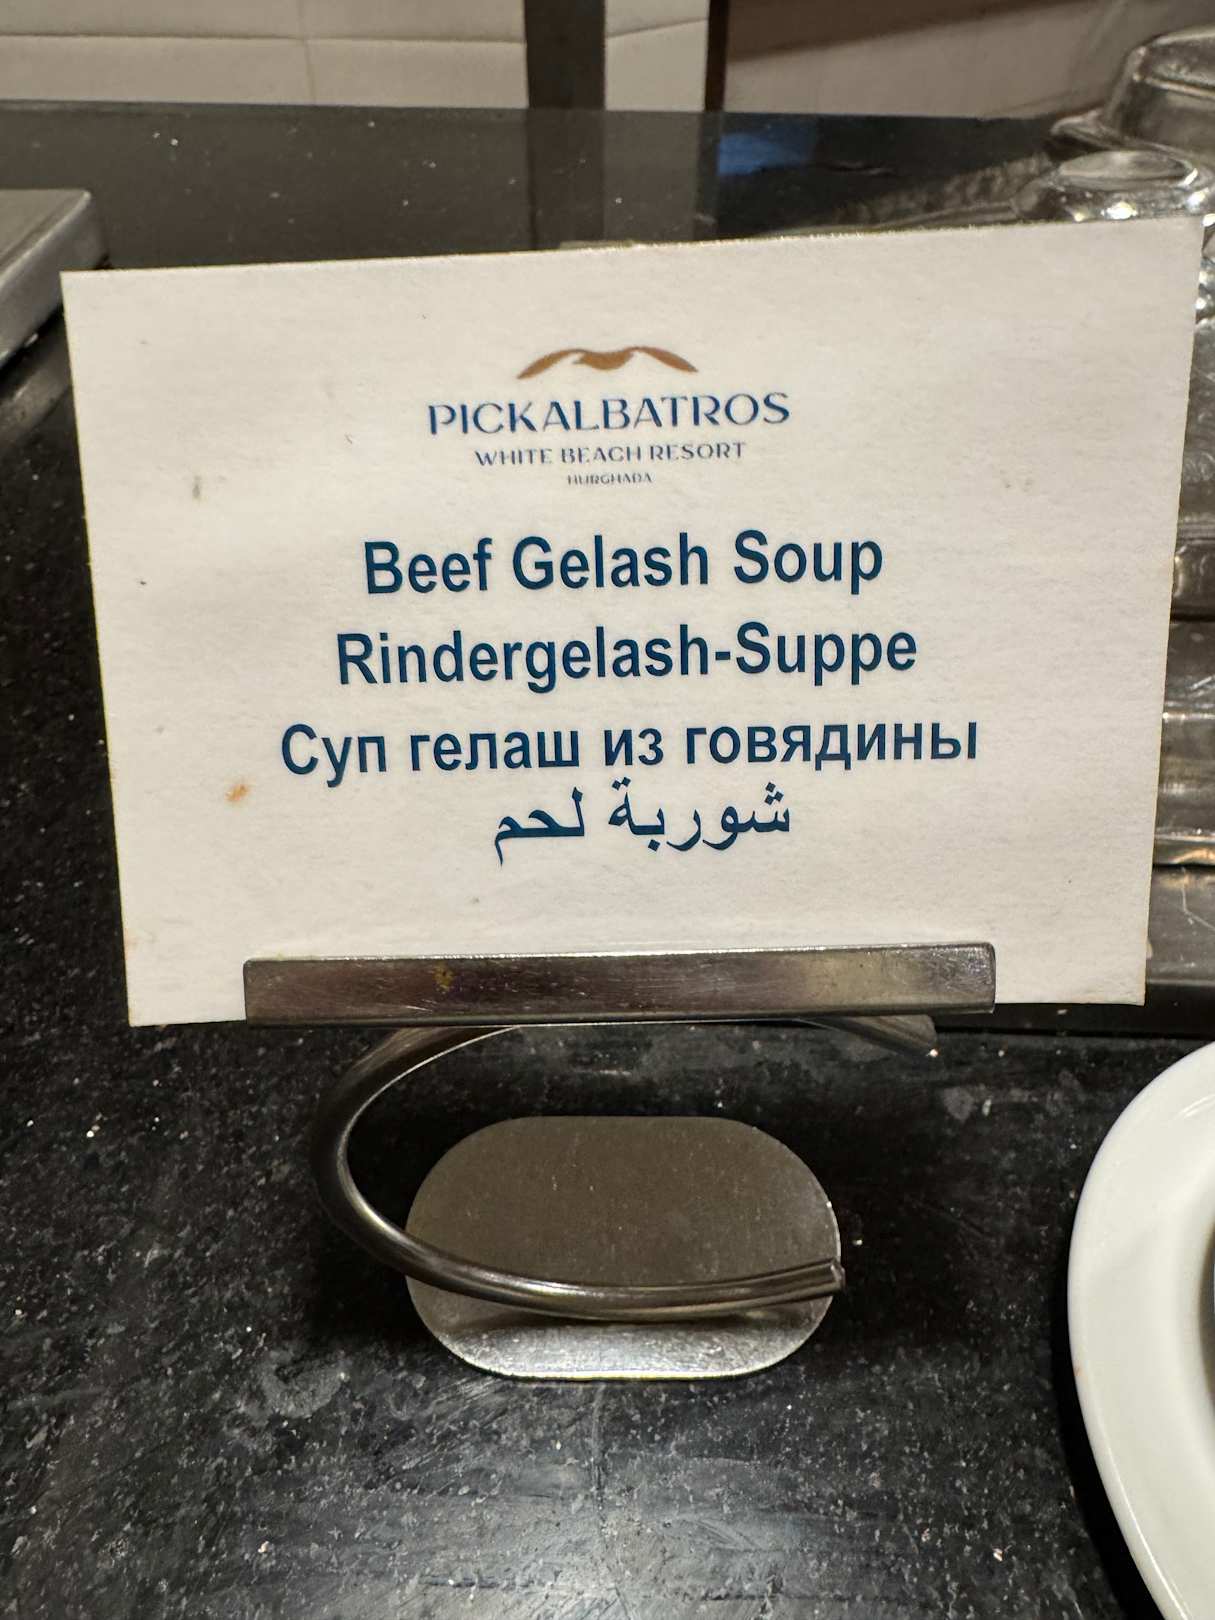 PICKALBATROS
WHITE BEACH RESORT
HURGHADA
Beef Gelash Soup
Rindergelash-Suppe
Суп гелаш из говядины
شوربة لحم